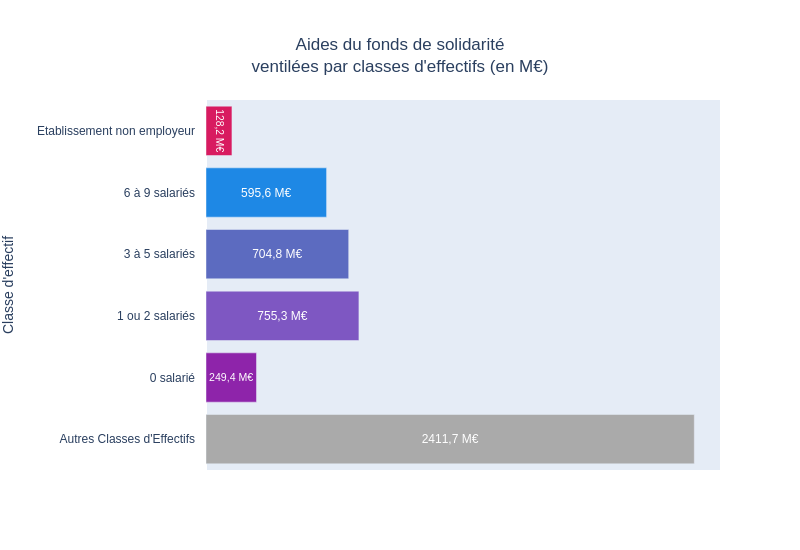 Aides du fonds de solidarité
ventilées par classes d'effectifs (en M€)
Classe d'effectif
Etablissement non employeur
128,2 M€
6 à 9 salariés
595,6 M€
3 à 5 salariés
704,8 M€
1 ou 2 salariés
755,3 M€
0 salarié
249,4 M€
Autres Classes d'Effectifs
2411,7 M€